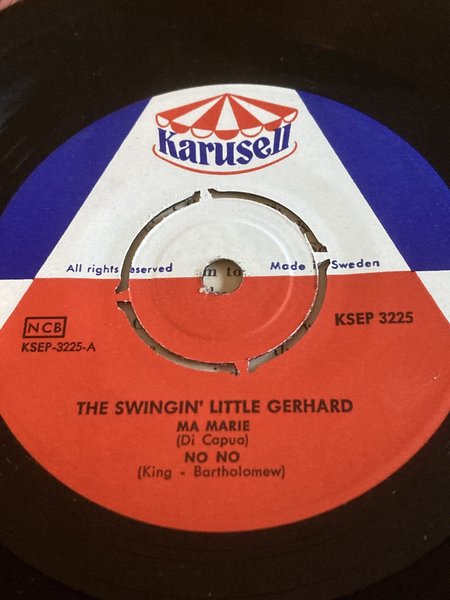 Karusell
All rights reserved
Made in Sweden
NCB
KSEP-3225-A
KSEP 3225
THE SWINGIN' LITTLE GERHARD
MA MARIE
(Di Capua)
NO NO
(King - Bartholomew)